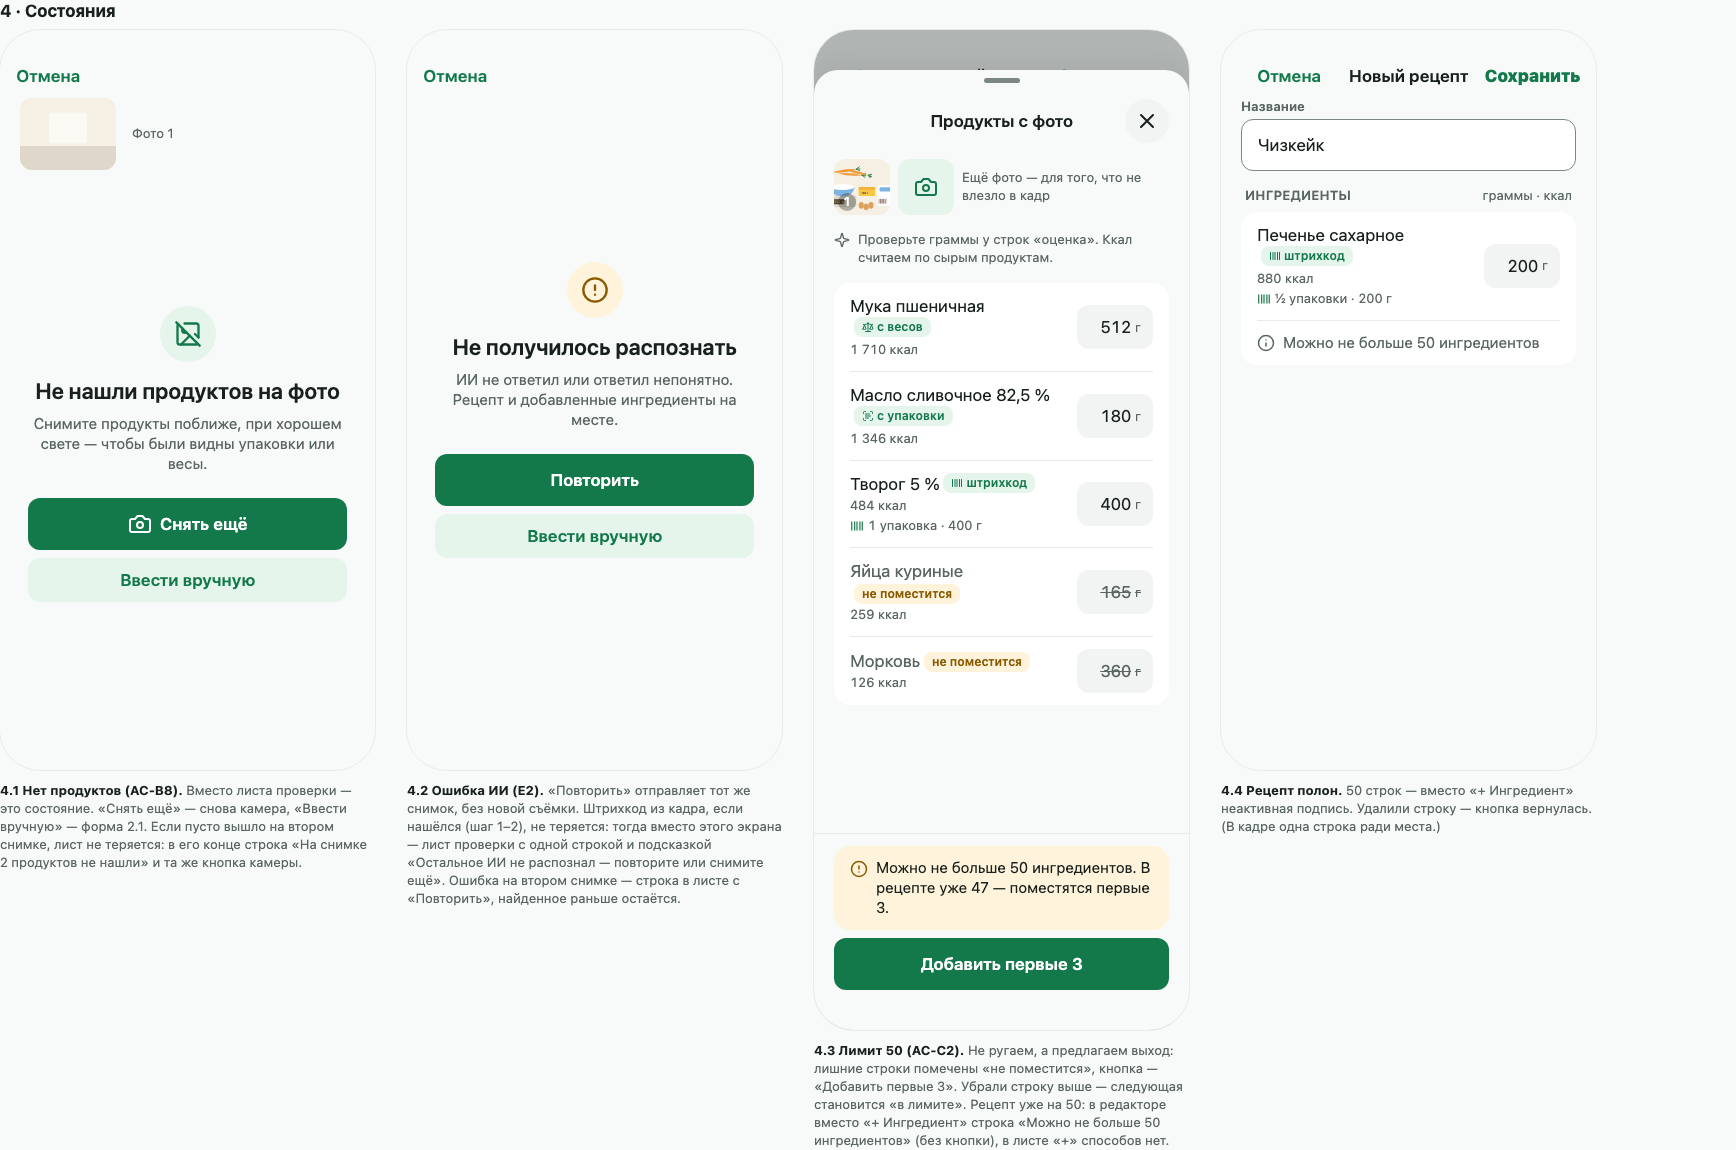 4 · Состояния
Отмена
Фото 1
Не нашли продуктов на фото
Снимите продукты поближе, при хорошем
свете — чтобы были видны упаковки или
весы.
Снять ещё
Ввести вручную
4.1 Нет продуктов (AC-B8). Вместо листа проверки —
это состояние. «Снять ещё» — снова камера, «Ввести
вручную» — форма 2.1. Если пусто вышло на втором
снимке, лист не теряется: в его конце строка «На снимке
2 продуктов не нашли» и та же кнопка камеры.
Отмена
Не получилось распознать
ИИ не ответил или ответил непонятно.
Рецепт и добавленные ингредиенты на
месте.
Повторить
Ввести вручную
4.2 Ошибка ИИ (E2). «Повторить» отправляет тот же
снимок, без новой съёмки. Штрихкод из кадра, если
нашёлся (шаг 1–2), не теряется: тогда вместо этого экрана
— лист проверки с одной строкой и подсказкой
«Остальное ИИ не распознал — повторите или снимите
ещё». Ошибка на втором снимке — строка в листе с
«Повторить», найденное раньше остаётся.
Продукты с фото
1
Ещё фото — для того, что не
влезло в кадр
Проверьте граммы у строк «оценка». Ккал
считаем по сырым продуктам.
Мука пшеничная
с весов
1 710 ккал
512 г
Масло сливочное 82,5 %
с упаковки
1 346 ккал
180 г
Творог 5 % штрихкод
484 ккал
1 упаковка · 400 г
400 г
Яйца куриные
не поместится
259 ккал
165 г
Морковь не поместится
126 ккал
360 г
Можно не больше 50 ингредиентов. В
рецепте уже 47 — поместятся первые
3.
Добавить первые 3
4.3 Лимит 50 (AC-C2). Не ругаем, а предлагаем выход:
лишние строки помечены «не поместится», кнопка —
«Добавить первые 3». Убрали строку выше — следующая
становится «в лимите». Рецепт уже на 50: в редакторе
вместо «+ Ингредиент» строка «Можно не больше 50
ингредиентов» (без кнопки), в листе «+» способов нет.
Отмена
Новый рецепт
Сохранить
Название
Чизкейк
ИНГРЕДИЕНТЫ
граммы · ккал
Печенье сахарное
штрихкод
880 ккал
½ упаковки · 200 г
200 г
Можно не больше 50 ингредиентов
4.4 Рецепт полон. 50 строк — вместо «+ Ингредиент»
неактивная подпись. Удалили строку — кнопка вернулась.
(В кадре одна строка ради места.)